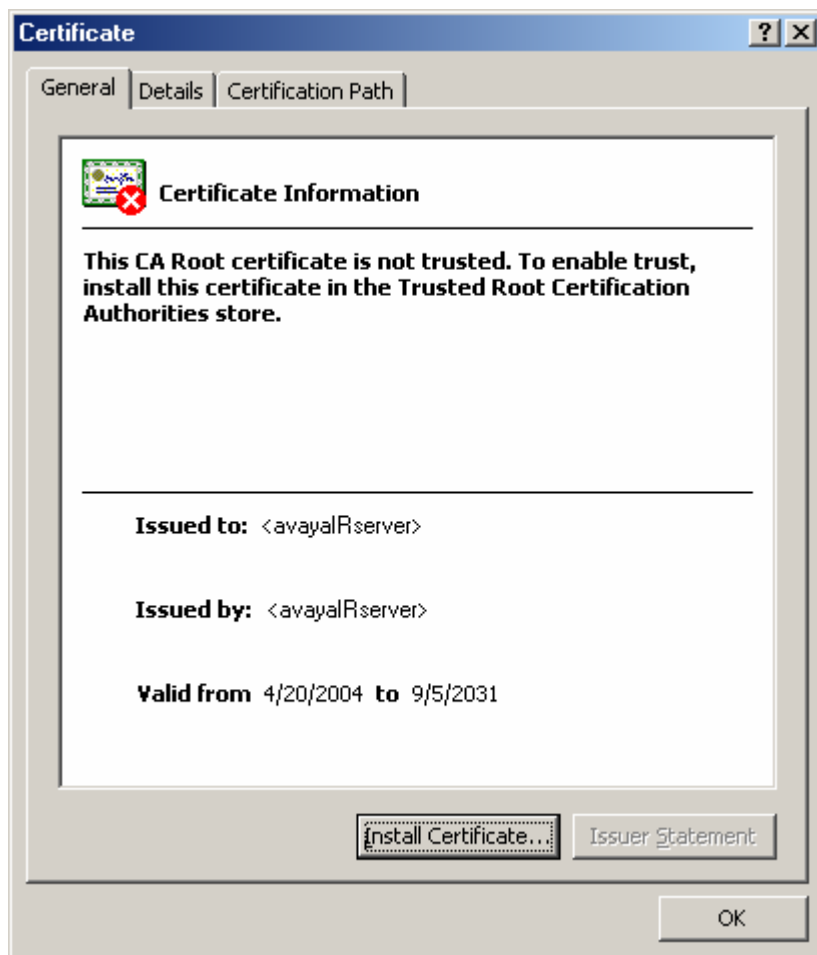 Certificate
General Details Certification Path
Certificate Information
This CA Root certificate is not trusted. To enable trust,
install this certificate in the Trusted Root Certification
Authorities store.
Issued to: <avayaIRserver>
Issued by: <avayaIRserver>
Valid from 4/20/2004 to 9/5/2031
Install Certificate... Issuer Statement
OK